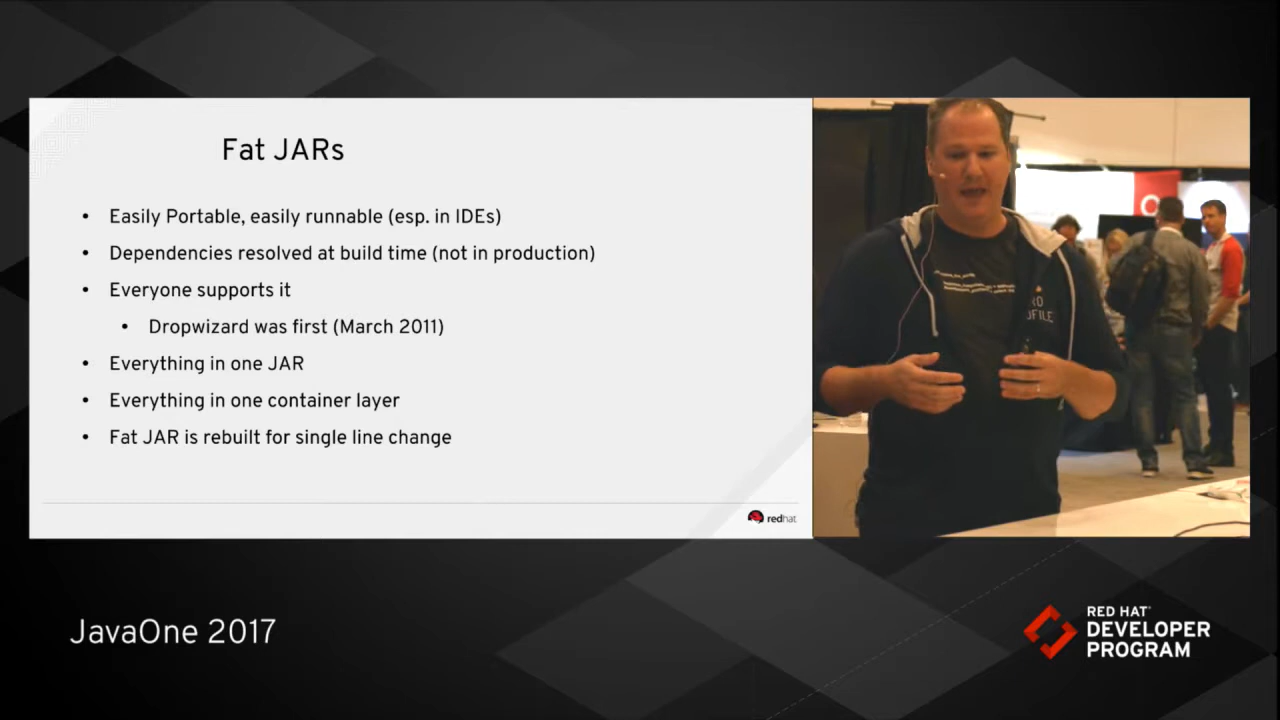 Fat JARs
• Easily Portable, easily runnable (esp. in IDEs)
• Dependencies resolved at build time (not in production)
• Everyone supports it
• Dropwizard was first (March 2011)
• Everything in one JAR
• Everything in one container layer
• Fat JAR is rebuilt for single line change
redhat
JavaOne 2017
RED HAT
DEVELOPER
PROGRAM